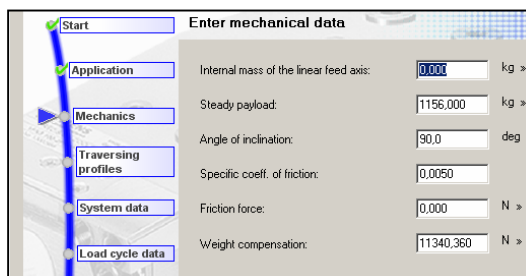 Start
Enter mechanical data
Application
Internal mass of the linear feed axis: 0,000 kg »
Steady payload: 1156,000 kg »
Mechanics
Angle of inclination: 90,0 deg
Traversing
profiles
Specific coeff. of friction: 0,0050
System data
Friction force: 0,000 N »
Load cycle data
Weight compensation: 11340,360 N »